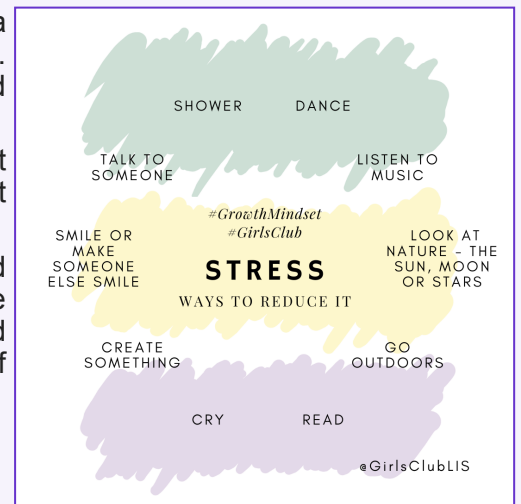 a
.
d
t
t
d
e
d
f
SHOWER
DANCE
TALK TO
SOMEONE
LISTEN TO
MUSIC
#GrowthMindset
#GirlsClub
SMILE OR
MAKE
SOMEONE
ELSE SMILE
STRESS
WAYS TO REDUCE IT
LOOK AT
NATURE - THE
SUN, MOON
OR STARS
CREATE
SOMETHING
GO
OUTDOORS
CRY
READ
@GirlsClubLIS